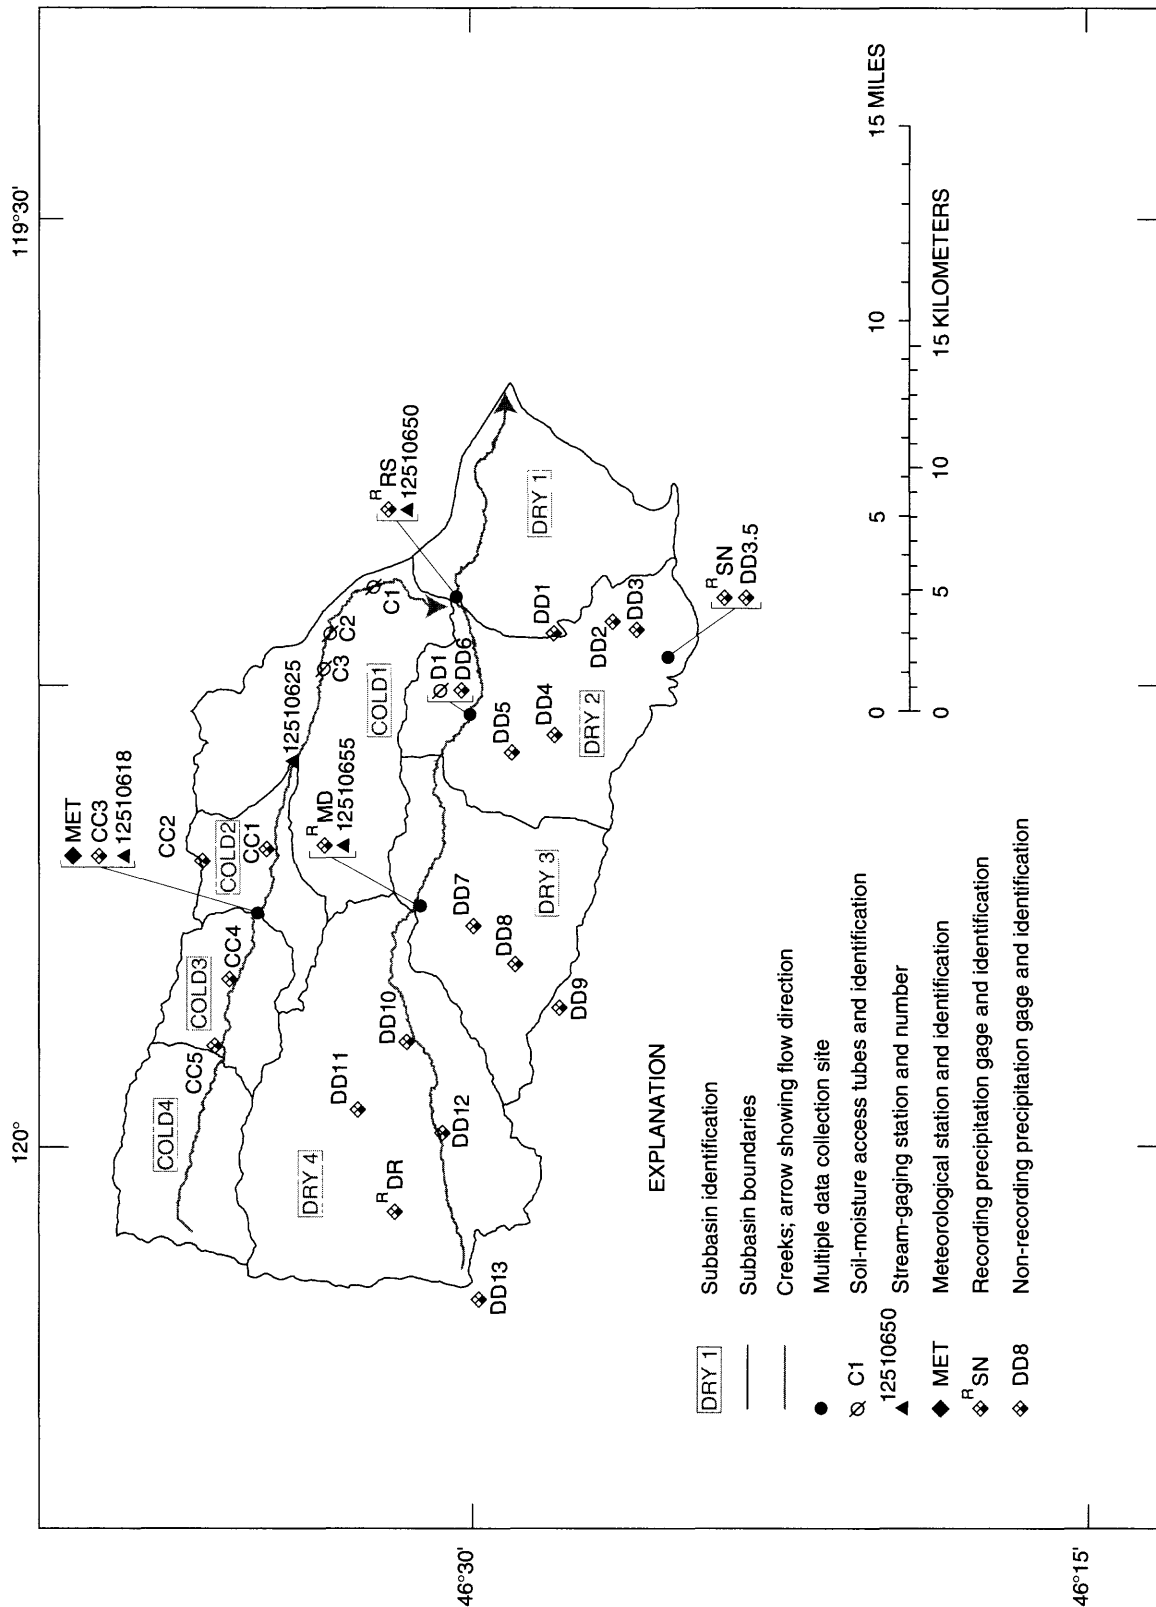 120°
119°30'
46°30'
46°15'
MET
CC3
12510618
CC2
COLD2
CC1
COLD3
CC4
CC5
COLD4
12510625
C3
C2
C1
COLD1
R MD
12510655
R RS
12510650
D1
DD6
DRY 1
DD1
DD2
DD3
R SN
DD3.5
DD5
DD4
DRY 2
DD7
DD8
DD9
DRY 3
DD10
DD11
DD12
R DR
DRY 4
DD13
0 5 10 15 MILES
0 5 10 15 KILOMETERS
EXPLANATION
DRY 1 Subbasin identification
Subbasin boundaries
Creeks; arrow showing flow direction
Multiple data collection site
C1 Soil-moisture access tubes and identification
12510650 Stream-gaging station and number
MET Meteorological station and identification
R SN Recording precipitation gage and identification
DD8 Non-recording precipitation gage and identification